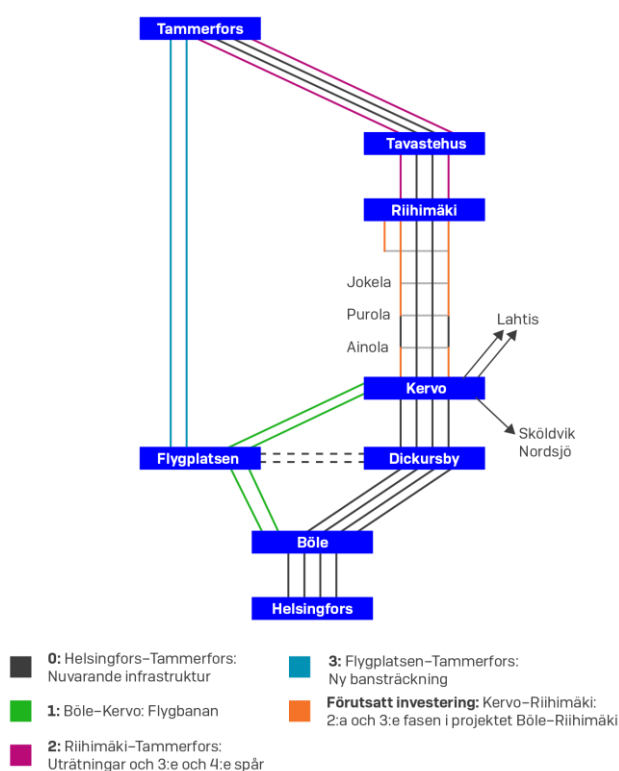 Tammerfors
Tavastehus
Riihimäki
Jokela
Purola
Lahtis
Ainola
Kervo
Sköldvik
Nordsjö
Flygplatsen
Dickursby
Böle
Helsingfors
0: Helsingfors–Tammerfors:
Nuvarande infrastruktur
1: Böle–Kervo: Flygbanan
2: Riihimäki–Tammerfors:
Uträtningar och 3:e och 4:e spår
3: Flygplatsen–Tammerfors:
Ny bansträckning
Förutsatt investering: Kervo–Riihimäki:
2:a och 3:e fasen i projektet Böle–Riihimäki